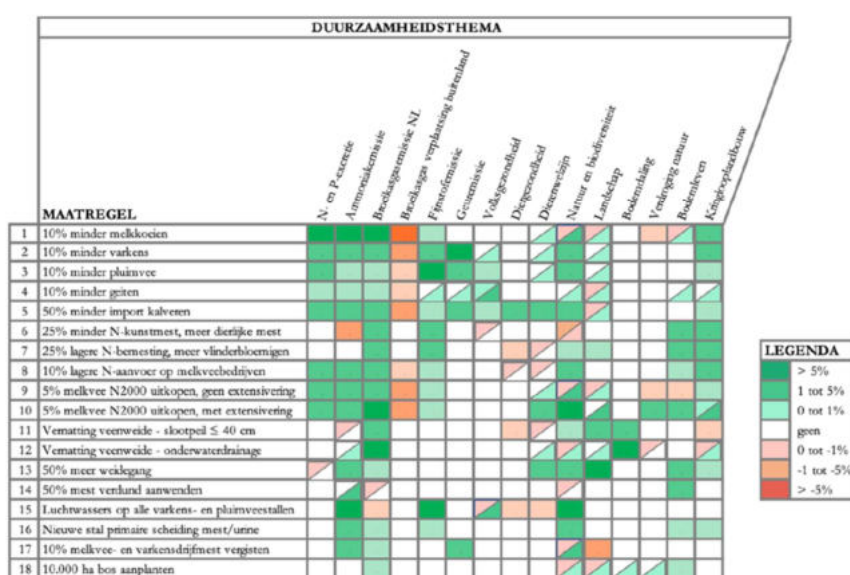 DUURZAAMHEIDSTHEMA
N. en P-excretie
Ammoniakemissie
Broeikasgasemissie NL
Broeikasgas verplaatsing buitenland
Fijnstofemissie
Geuremissie
Volksgezondheid
Diergezondheid
Dierenwelzijn
Natuur en biodiversiteit
Landschap
Bodemdaling
Verdroging natuur
Bodemleven
Kringlooplandbouw
MAATREGEL
1 10% minder melkkoeien
2 10% minder varkens
3 10% minder pluimvee
4 10% minder geiten
5 50% minder import kalveren
6 25% minder N-kunstmest, meer dierlijke mest
7 25% lagere N-bemesting, meer vlinderbloemigen
8 10% lagere N-aanvoer op melkveebedrijven
9 5% melkvee N2000 uitkopen, geen extensivering
10 5% melkvee N2000 uitkopen, met extensivering
11 Vernatting veenweide - slootpeil ≤ 40 cm
12 Vernatting veenweide - onderwaterdrainage
13 50% meer weidegang
14 50% mest verdund aanwenden
15 Luchtwassers op alle varkens- en pluimveestallen
16 Nieuwe stal primaire scheiding mest/urine
17 10% melkvee- en varkensdrijfmest vergisten
18 10.000 ha bos aanplanten
LEGENDA
> 5%
1 tot 5%
0 tot 1%
geen
0 tot -1%
-1 tot -5%
> -5%